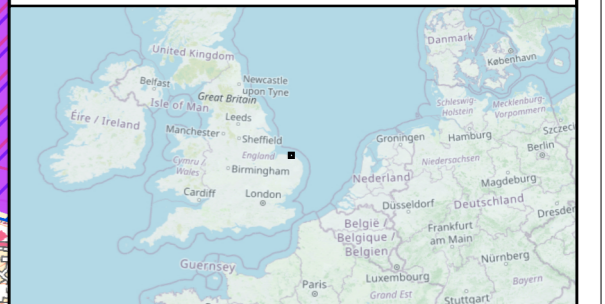 Danmark
København
United Kingdom
Newcastle
upon Tyne
Belfast
Great Britain
Isle of Man
Schleswig
Holstein
Mecklenburg-
Vorpommern
Éire / Ireland
Leeds
Manchester
Sheffield
Groningen
Hamburg
Szczeci
England
Berlin
Cymru
Wales
Birmingham
Niedersachsen
Nederland
Magdeburg
Cardiff
London
Dusseldorf
Deutschland
Dresden
België /
Belgique /
Belgien
Frankfurt
am Main
Guernsey
Luxembourg
Nürnberg
Paris
Grand Est
Bayern
Stuttgart